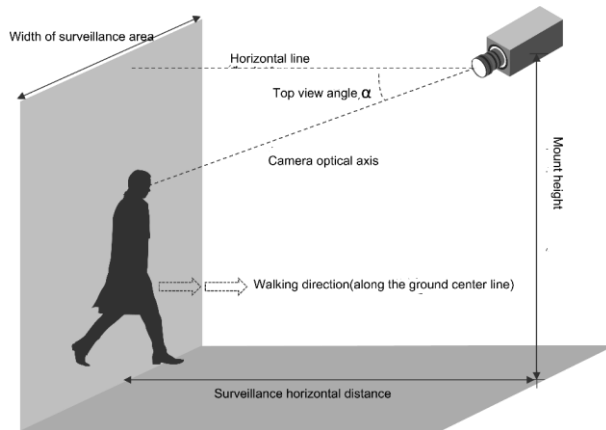 Width of surveillance area
Horizontal line
Top view angle, α
Camera optical axis
Mount height
Walking direction(along the ground center line)
Surveillance horizontal distance